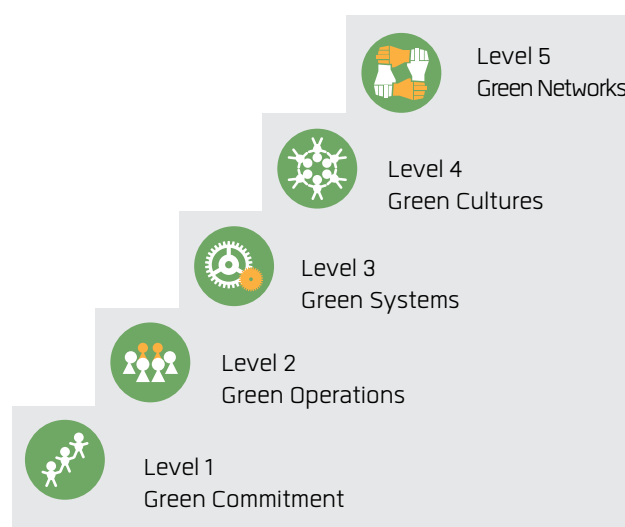 Level 5
Green Networks
Level 4
Green Cultures
Level 3
Green Systems
Level 2
Green Operations
Level 1
Green Commitment